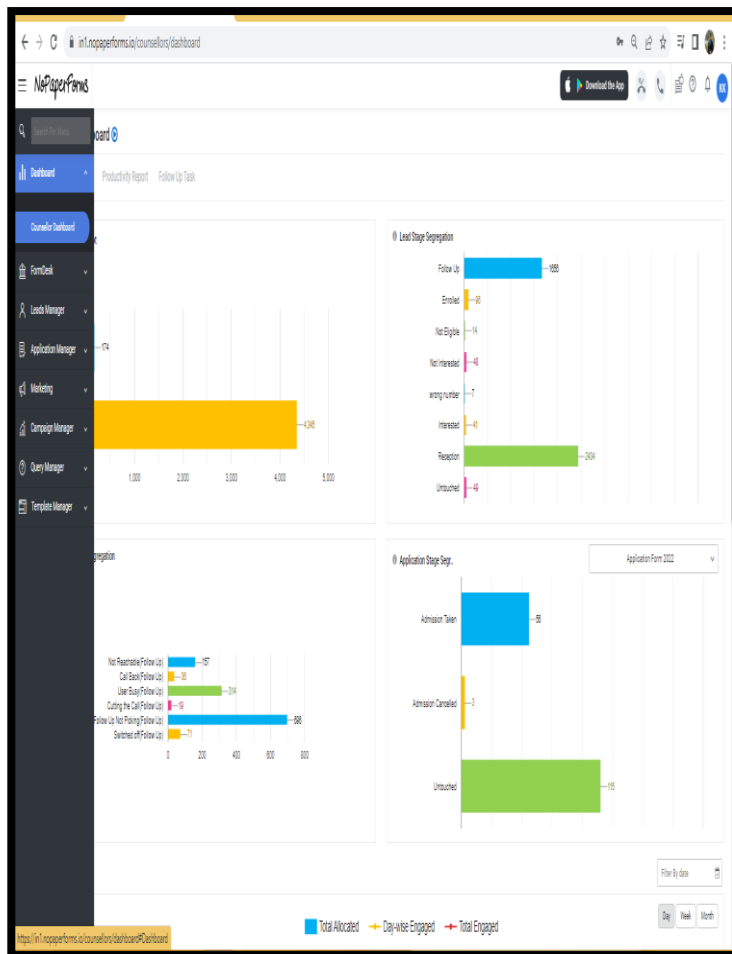 in1.nopaperforms.io/counsellors/dashboard
NoPaperForms
Download the App
KK
Search For Menu
board
Dashboard
Productivity Report Follow Up Task
Counsellor Dashboard
FormDesk
Leads Manager
Application Manager
Marketing
Campaign Manager
Query Manager
Template Manager
174
4,346
1,000 2,000 3,000 4,000 5,000
Lead Stage Segregation
Follow Up
Enrolled 96
Not Eligible 14
Not Interested 48
wrong number 7
Interested 41
Reception 2434
Untouched 49
gregation
Not Reachable(Follow Up) 157
Call Back(Follow Up)
User Busy(Follow Up) 314
Cutting the Call(Follow Up) 19
Follow Up Not Picking(Follow Up) 696
Switched off(Follow Up) 71
0 200 400 600 800
Application Stage Segr..
Application Form 2022
Admission Taken 56
Admission Cancelled 3
Untouched 115
Filter By date
Day Week Month
Total Allocated Day-wise Engaged Total Engaged
https://in1.nopaperforms.io/counsellors/dashboard#Dashboard